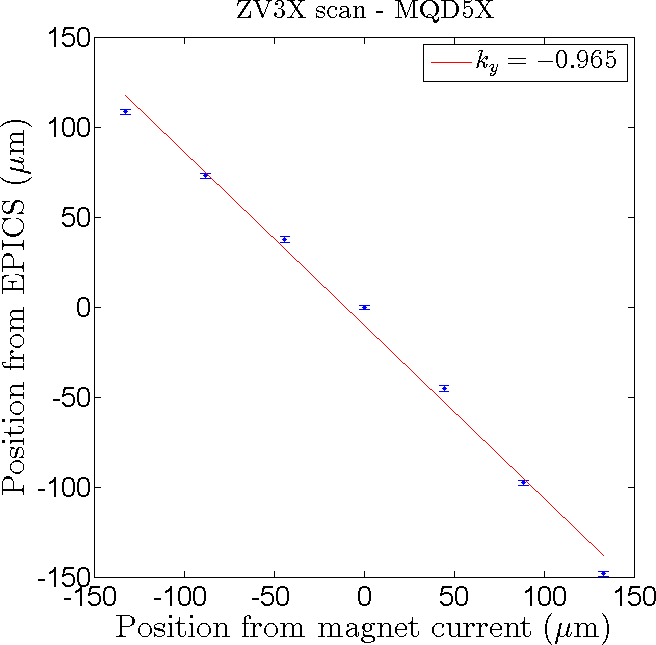 ZV3X scan - MQD5X
k_y = −0.965
150
100
50
0
-50
-100
-150
Position from EPICS (μm)
-150 -100 -50 0 50 100 150
Position from magnet current (μm)